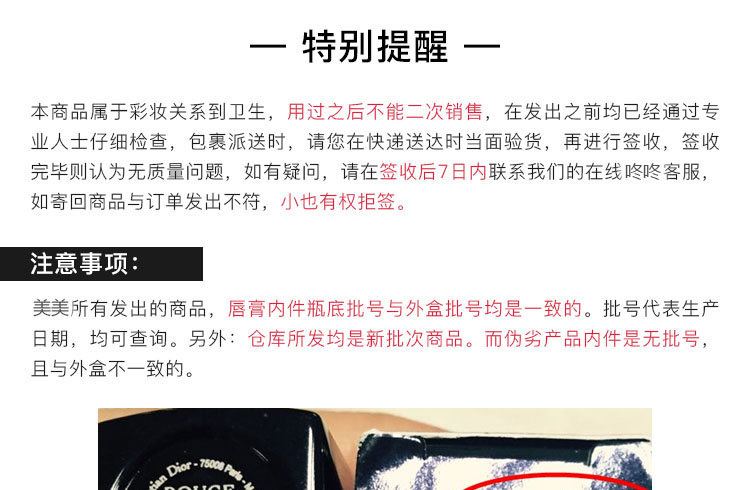 — 特别提醒 —
本商品属于彩妆关系到卫生，用过之后不能二次销售，在发出之前均已经通过专
业人士仔细检查，包裹派送时，请您在快递送达时当面验货，再进行签收，签收
完毕则认为无质量问题，如有疑问，请在签收后7日内联系我们的在线咚咚客服，
如寄回商品与订单发出不符，小也有权拒签。
注意事项：
美美所有发出的商品，唇膏内件瓶底批号与外盒批号均是一致的。批号代表生产
日期，均可查询。另外：仓库所发均是新批次商品。而伪劣产品内件是无批号，
且与外盒不一致的。
tian Dior - 75008 Paris - M
ROUGE